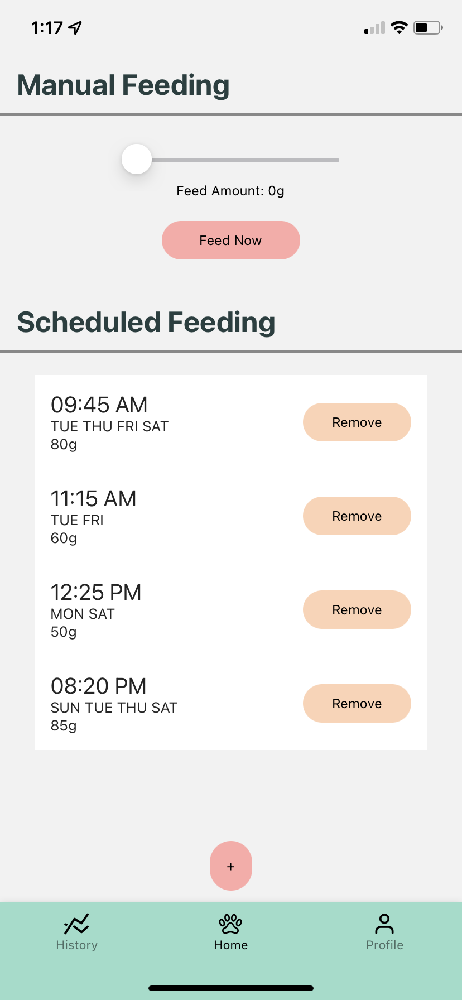 1:17
Manual Feeding
Feed Amount: 0g
Feed Now
Scheduled Feeding
09:45 AM
TUE THU FRI SAT
80g
Remove
11:15 AM
TUE FRI
60g
Remove
12:25 PM
MON SAT
50g
Remove
08:20 PM
SUN TUE THU SAT
85g
Remove
+
History
Home
Profile